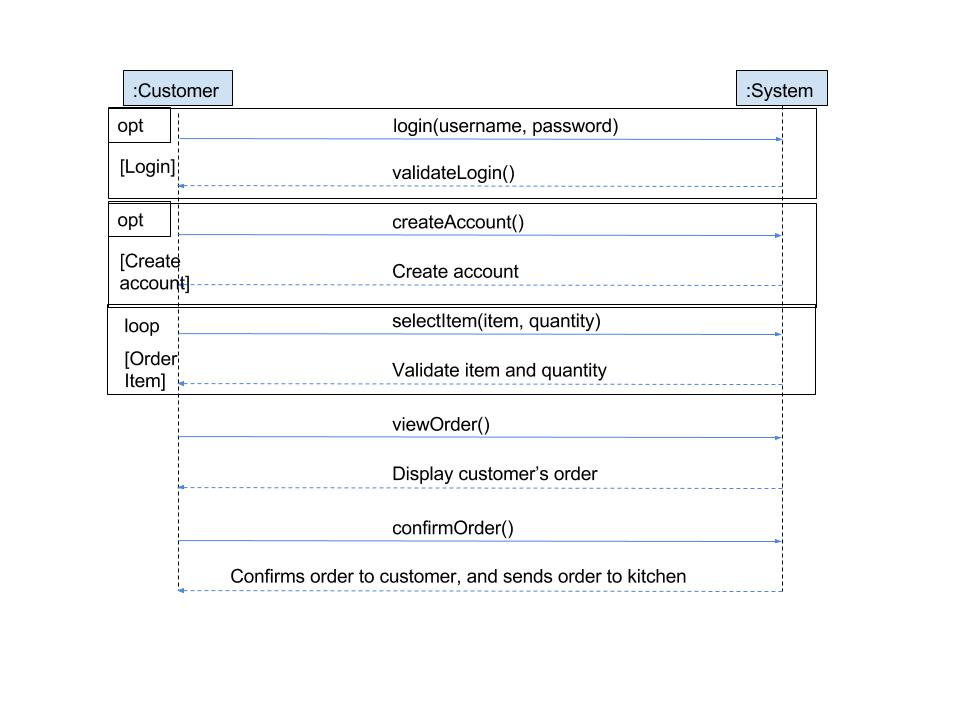 :Customer
:System
opt
login(username, password)
[Login]
validateLogin()
opt
createAccount()
[Create
account]
Create account
loop
selectItem(item, quantity)
[Order
Item]
Validate item and quantity
viewOrder()
Display customer’s order
confirmOrder()
Confirms order to customer, and sends order to kitchen